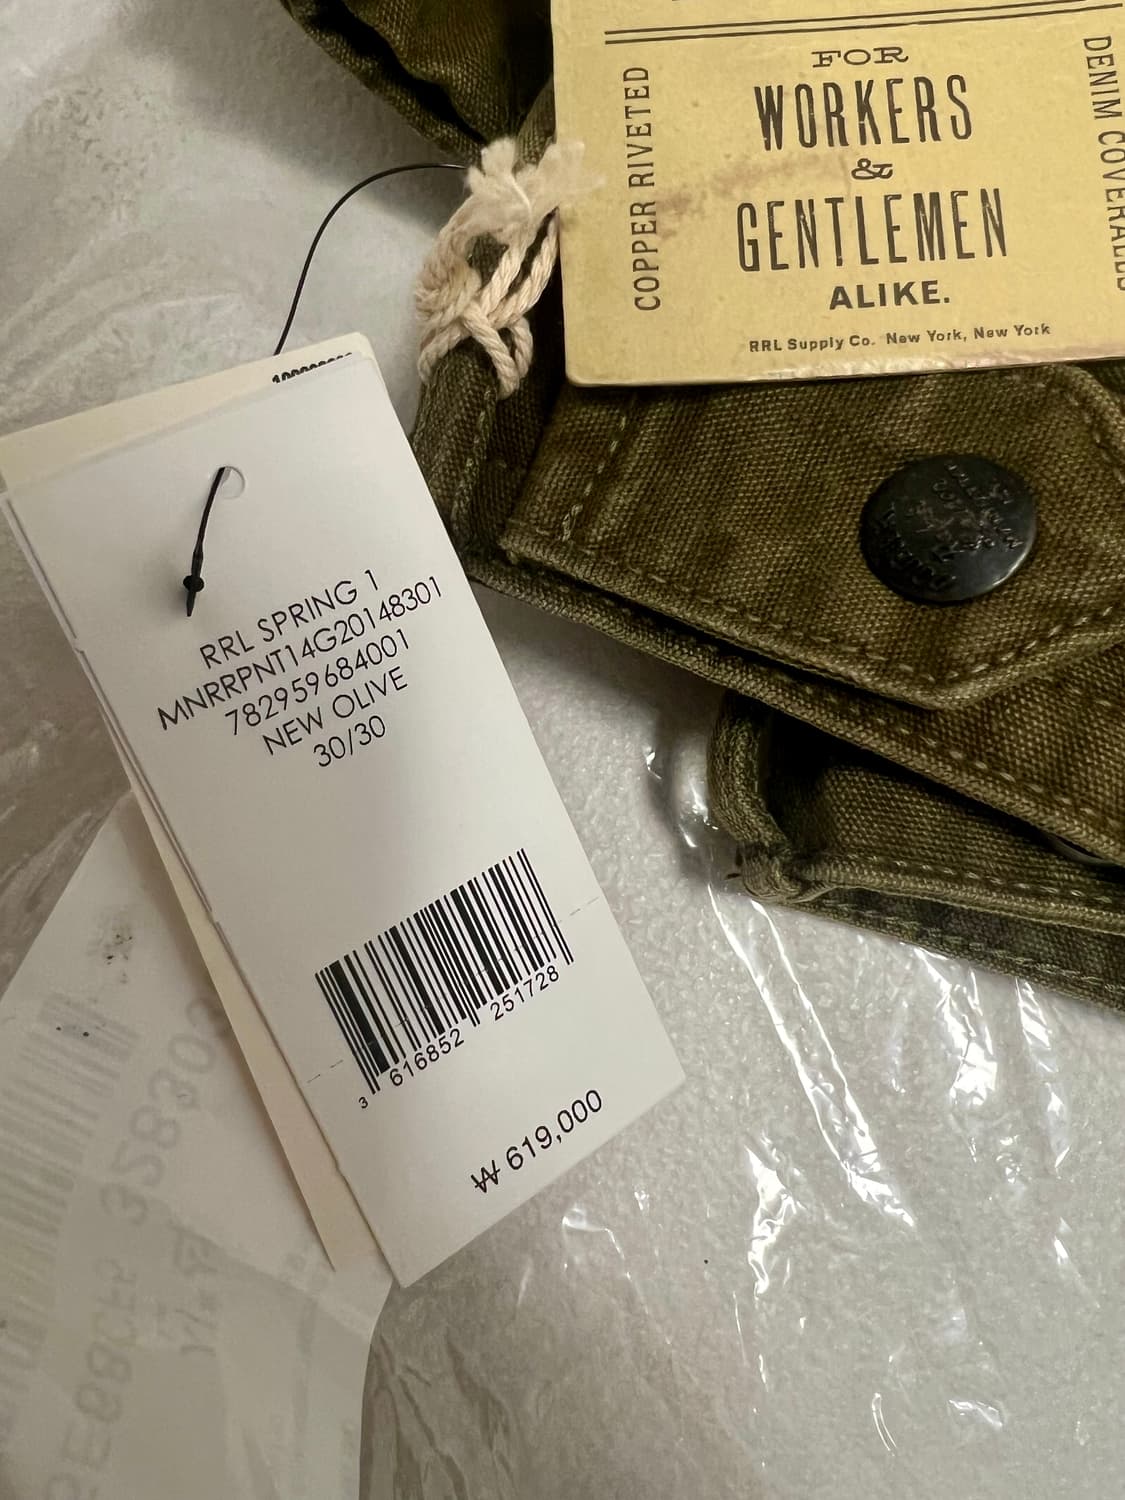 FOR
WORKERS
&
GENTLEMEN
ALIKE.
RRL Supply Co. New York, New York
COPPER RIVETED
DENIM COVERALLS
RRL SPRING 1
MNRRPNT14G20148301
782959684001
NEW OLIVE
30/30
3 616852 251728
₩ 619,000